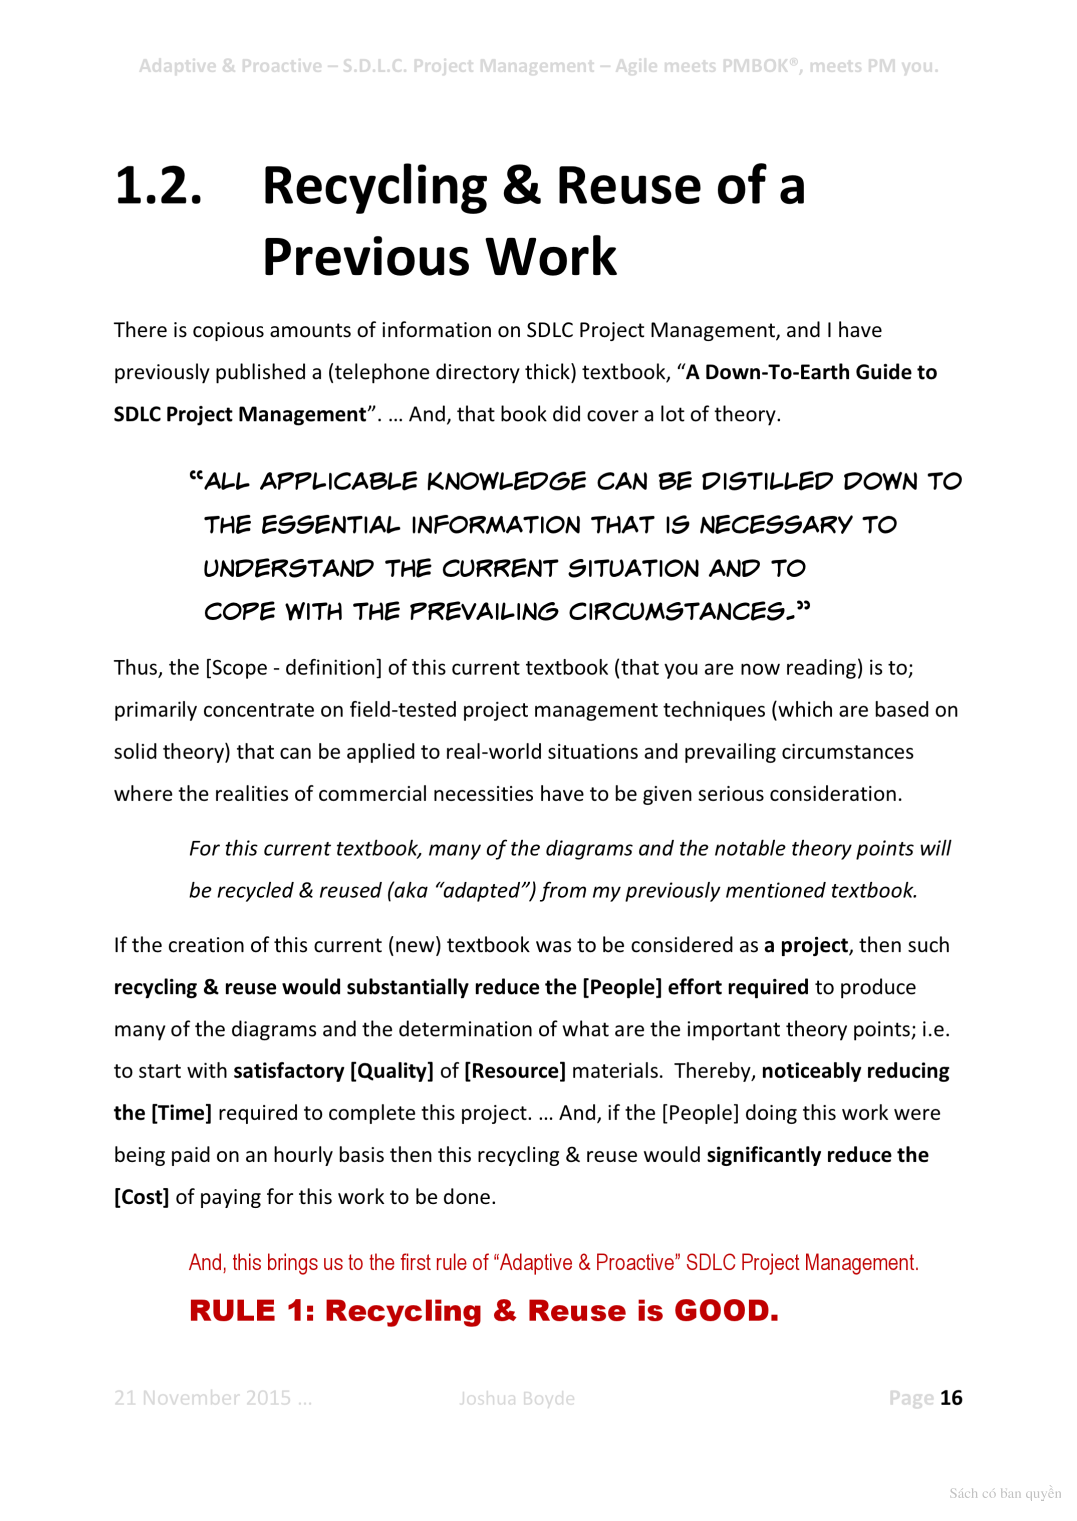 Adaptive & Proactive – S.D.L.C. Project Management – Agile meets PMBOK®, meets PM you.
1.2. Recycling & Reuse of a
Previous Work
There is copious amounts of information on SDLC Project Management, and I have
previously published a (telephone directory thick) textbook, “A Down-To-Earth Guide to
SDLC Project Management”. … And, that book did cover a lot of theory.
“ALL APPLICABLE KNOWLEDGE CAN BE DISTILLED DOWN TO
THE ESSENTIAL INFORMATION THAT IS NECESSARY TO
UNDERSTAND THE CURRENT SITUATION AND TO
COPE WITH THE PREVAILING CIRCUMSTANCES.”
Thus, the [Scope - definition] of this current textbook (that you are now reading) is to;
primarily concentrate on field-tested project management techniques (which are based on
solid theory) that can be applied to real-world situations and prevailing circumstances
where the realities of commercial necessities have to be given serious consideration.
For this current textbook, many of the diagrams and the notable theory points will
be recycled & reused (aka “adapted”) from my previously mentioned textbook.
If the creation of this current (new) textbook was to be considered as a project, then such
recycling & reuse would substantially reduce the [People] effort required to produce
many of the diagrams and the determination of what are the important theory points; i.e.
to start with satisfactory [Quality] of [Resource] materials.  Thereby, noticeably reducing
the [Time] required to complete this project. … And, if the [People] doing this work were
being paid on an hourly basis then this recycling & reuse would significantly reduce the
[Cost] of paying for this work to be done.
And, this brings us to the first rule of “Adaptive & Proactive” SDLC Project Management.
RULE 1: Recycling & Reuse is GOOD.
21 November 2015 … Joshua Boyde Page 16
Sách có bản quyền